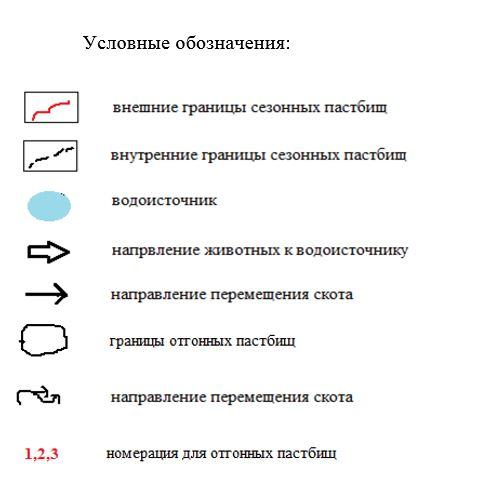 Условные обозначения:
внешние границы сезонных пастбищ
внутренние границы сезонных пастбищ
водоисточник
напрвление животных к водоисточнику
направление перемещения скота
границы отгонных пастбищ
направление перемещения скота
1,2,3 номерация для отгонных пастбищ